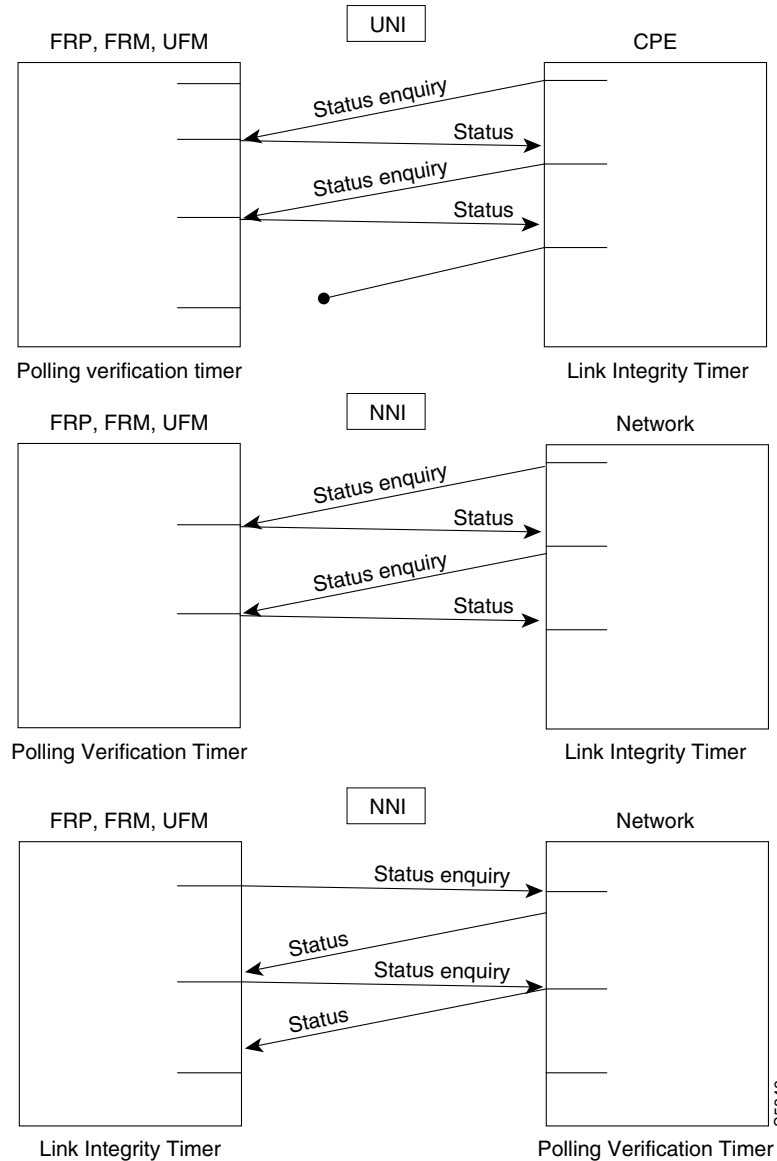 UNI
FRP, FRM, UFM
CPE
Status enquiry
Status
Status enquiry
Status
Polling verification timer
Link Integrity Timer
NNI
FRP, FRM, UFM
Network
Status enquiry
Status
Status enquiry
Status
Polling Verification Timer
Link Integrity Timer
NNI
FRP, FRM, UFM
Network
Status enquiry
Status
Status enquiry
Status
Link Integrity Timer
Polling Verification Timer